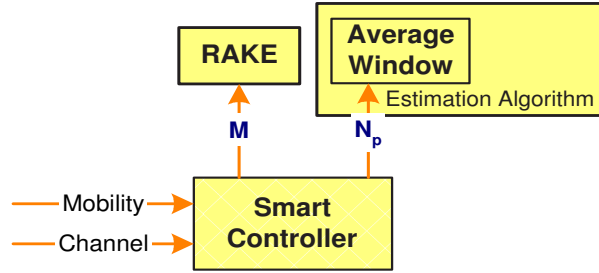 RAKE
Average
Window
Estimation Algorithm
M
Np
Mobility
Channel
Smart
Controller